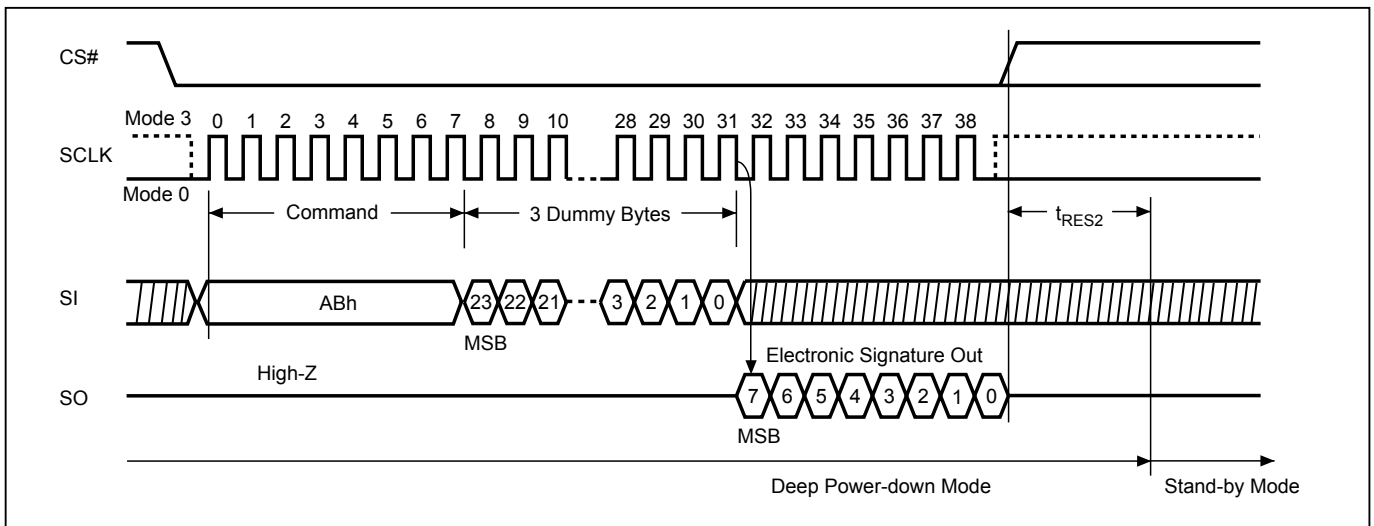 CS#
Mode 3 0 1 2 3 4 5 6 7 8 9 10 28 29 30 31 32 33 34 35 36 37 38
SCLK
Mode 0
Command 3 Dummy Bytes tRES2
SI ABh 23 22 21 3 2 1 0
MSB
Electronic Signature Out
High-Z
SO 7 6 5 4 3 2 1 0
MSB
Deep Power-down Mode Stand-by Mode